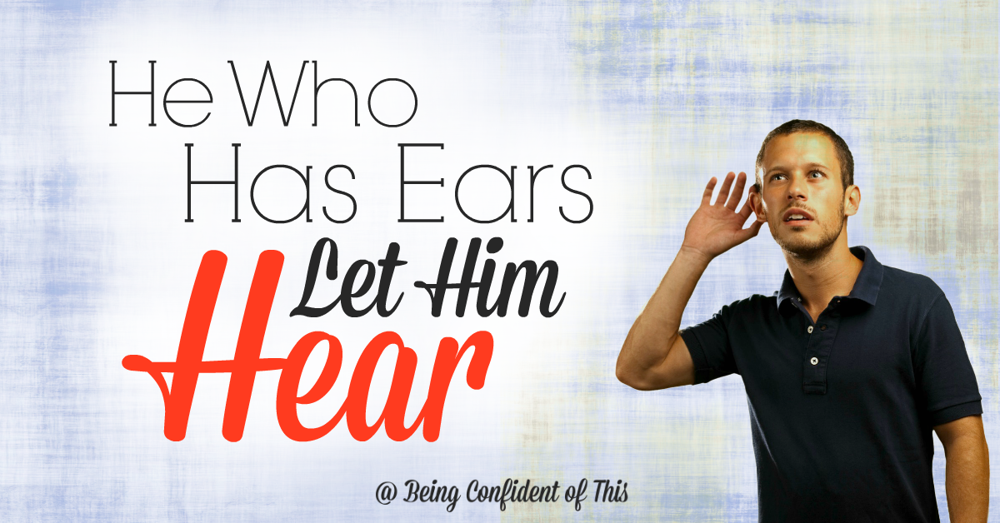 He Who
Has Ears
Let Him
Hear
@ Being Confident of This